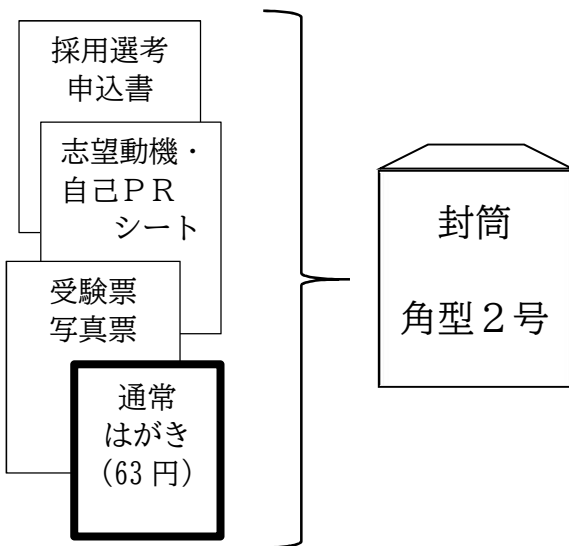 採用選考
申込書
志望動機・
自己ＰＲ
シート
受験票
写真票
通常
はがき
（63 円）
封筒
角型２号